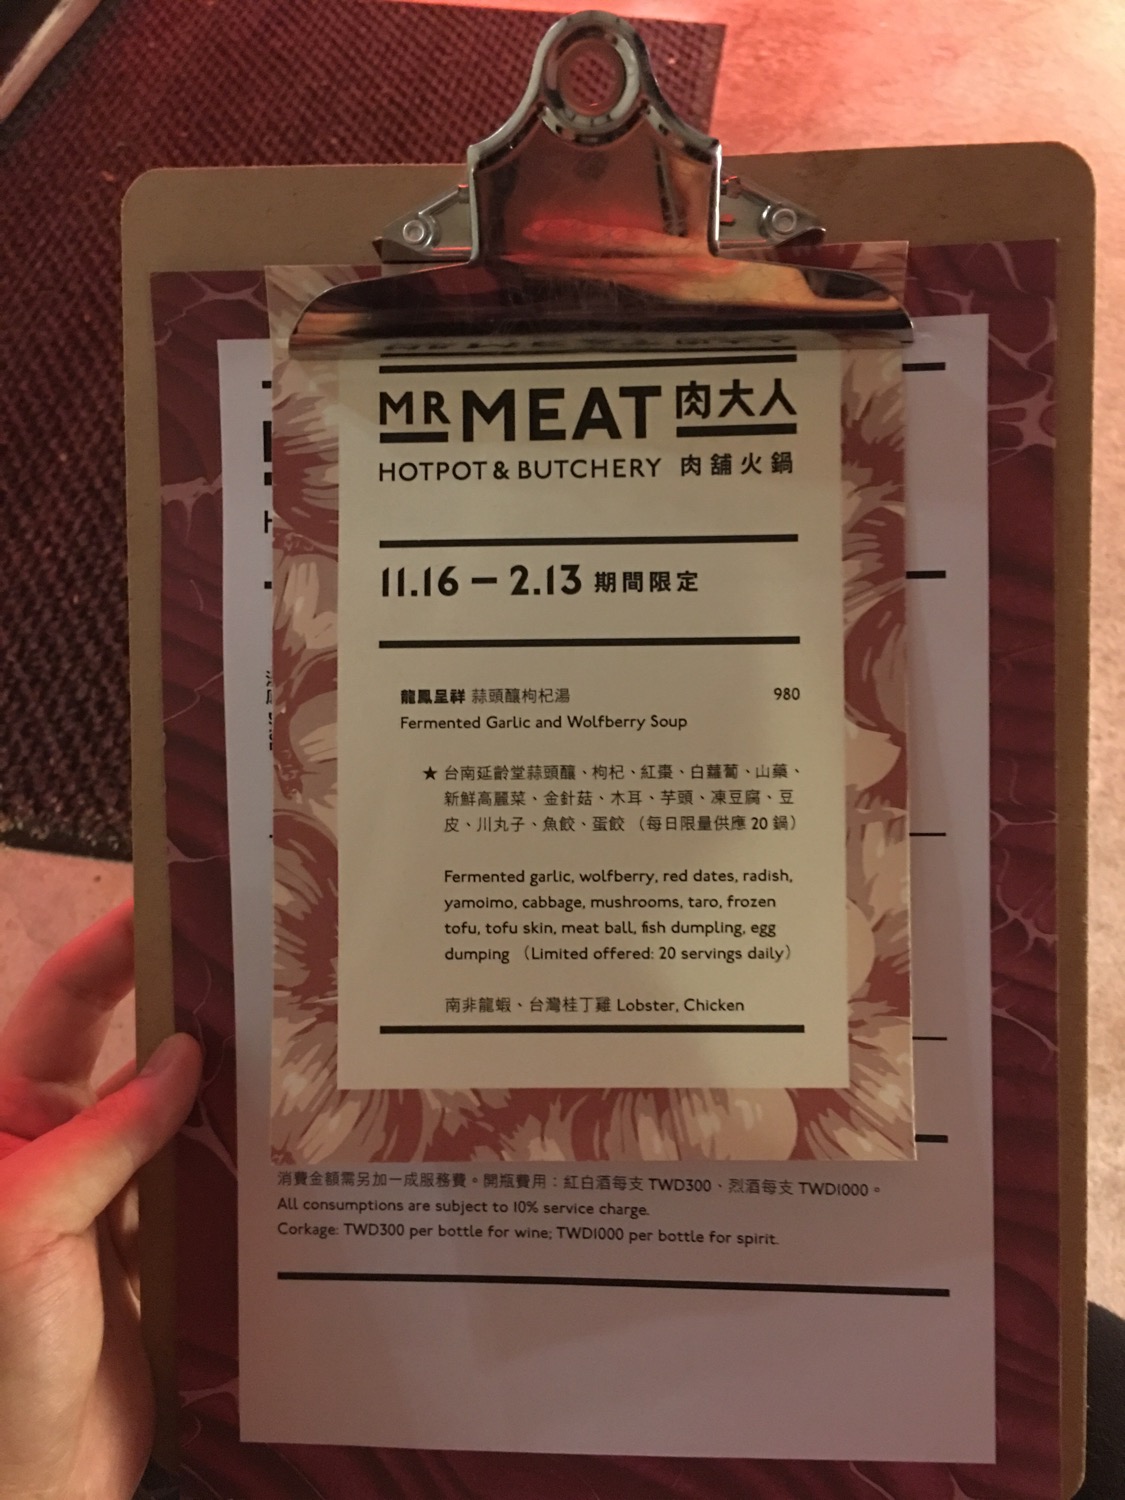 MR MEAT 肉大人
HOTPOT & BUTCHERY 肉舖火鍋
11.16 – 2.13 期間限定
龍鳳呈祥 蒜頭釀枸杞湯 980
Fermented Garlic and Wolfberry Soup
★ 台南延齡堂蒜頭釀、枸杞、紅棗、白蘿蔔、山藥、
新鮮高麗菜、金針菇、木耳、芋頭、凍豆腐、豆
皮、川丸子、魚餃、蛋餃 （每日限量供應 20 鍋）
Fermented garlic, wolfberry, red dates, radish,
yamoimo, cabbage, mushrooms, taro, frozen
tofu, tofu skin, meat ball, fish dumpling, egg
dumping （Limited offered: 20 servings daily）
南非龍蝦、台灣桂丁雞 Lobster, Chicken
消費金額需另加一成服務費。開瓶費用：紅白酒每支 TWD300、烈酒每支 TWD1000。
All consumptions are subject to 10% service charge.
Corkage: TWD300 per bottle for wine; TWD1000 per bottle for spirit.